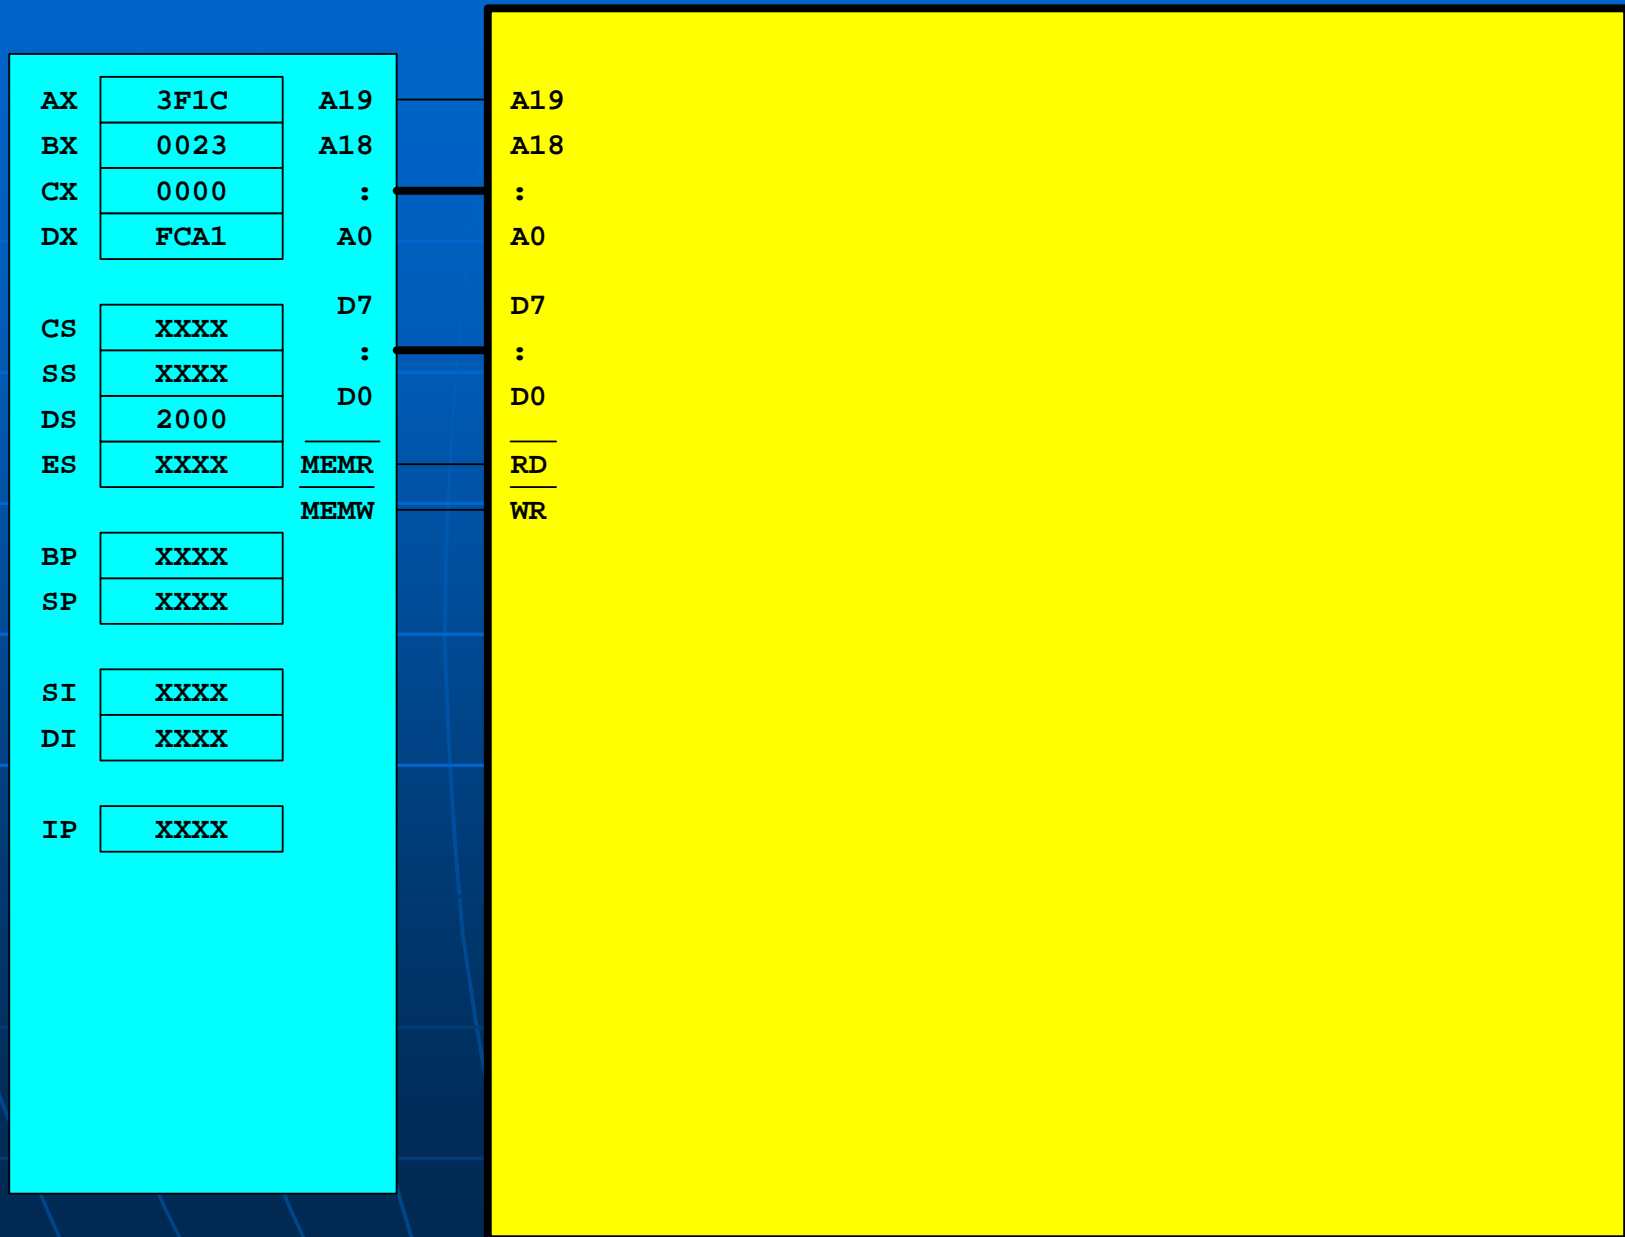 AX 3F1C A19 A19
BX 0023 A18 A18
CX 0000 : :
DX FCA1 A0 A0
D7 D7
CS XXXX
: :
SS XXXX
D0 D0
DS 2000
ES XXXX MEMR RD
MEMW WR
BP XXXX
SP XXXX
SI XXXX
DI XXXX
IP XXXX